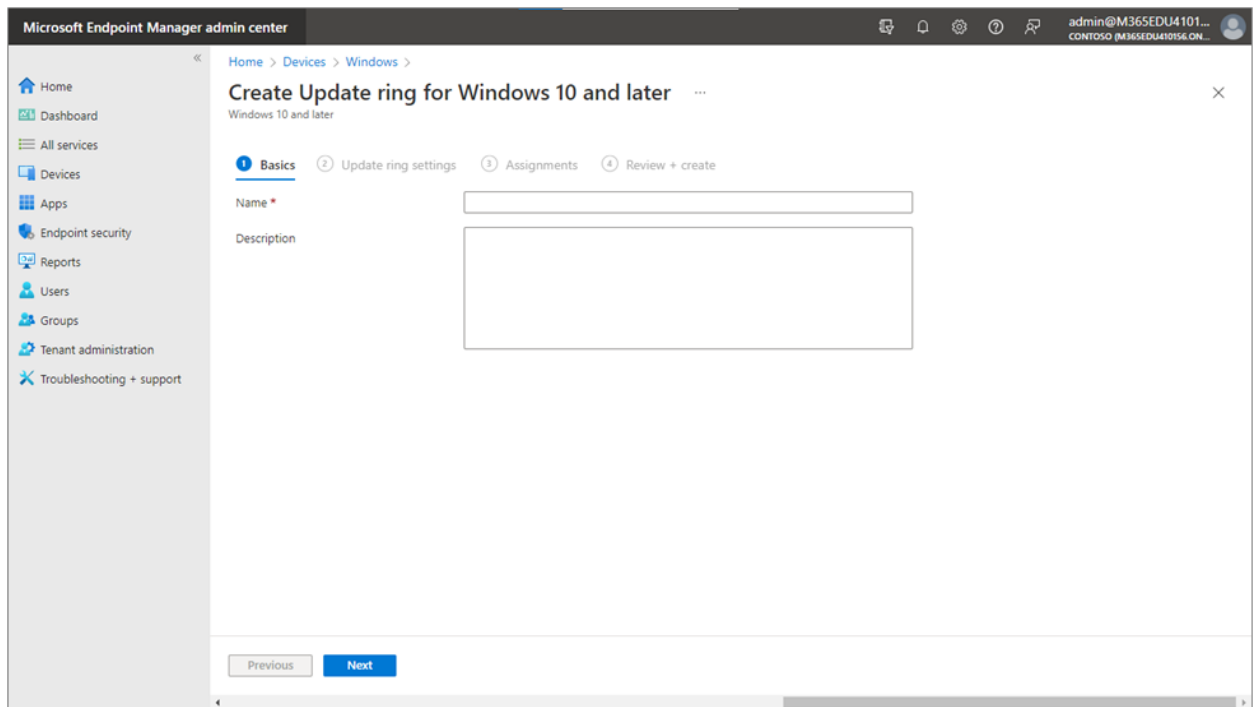 Microsoft Endpoint Manager admin center
admin@M365EDU4101...
CONTOSO (M365EDU410156.ON...
«
Home
Dashboard
All services
Devices
Apps
Endpoint security
Reports
Users
Groups
Tenant administration
Troubleshooting + support
Home > Devices > Windows >
Create Update ring for Windows 10 and later ...
Windows 10 and later
1 Basics 2 Update ring settings 3 Assignments 4 Review + create
Name *
Description
Previous Next